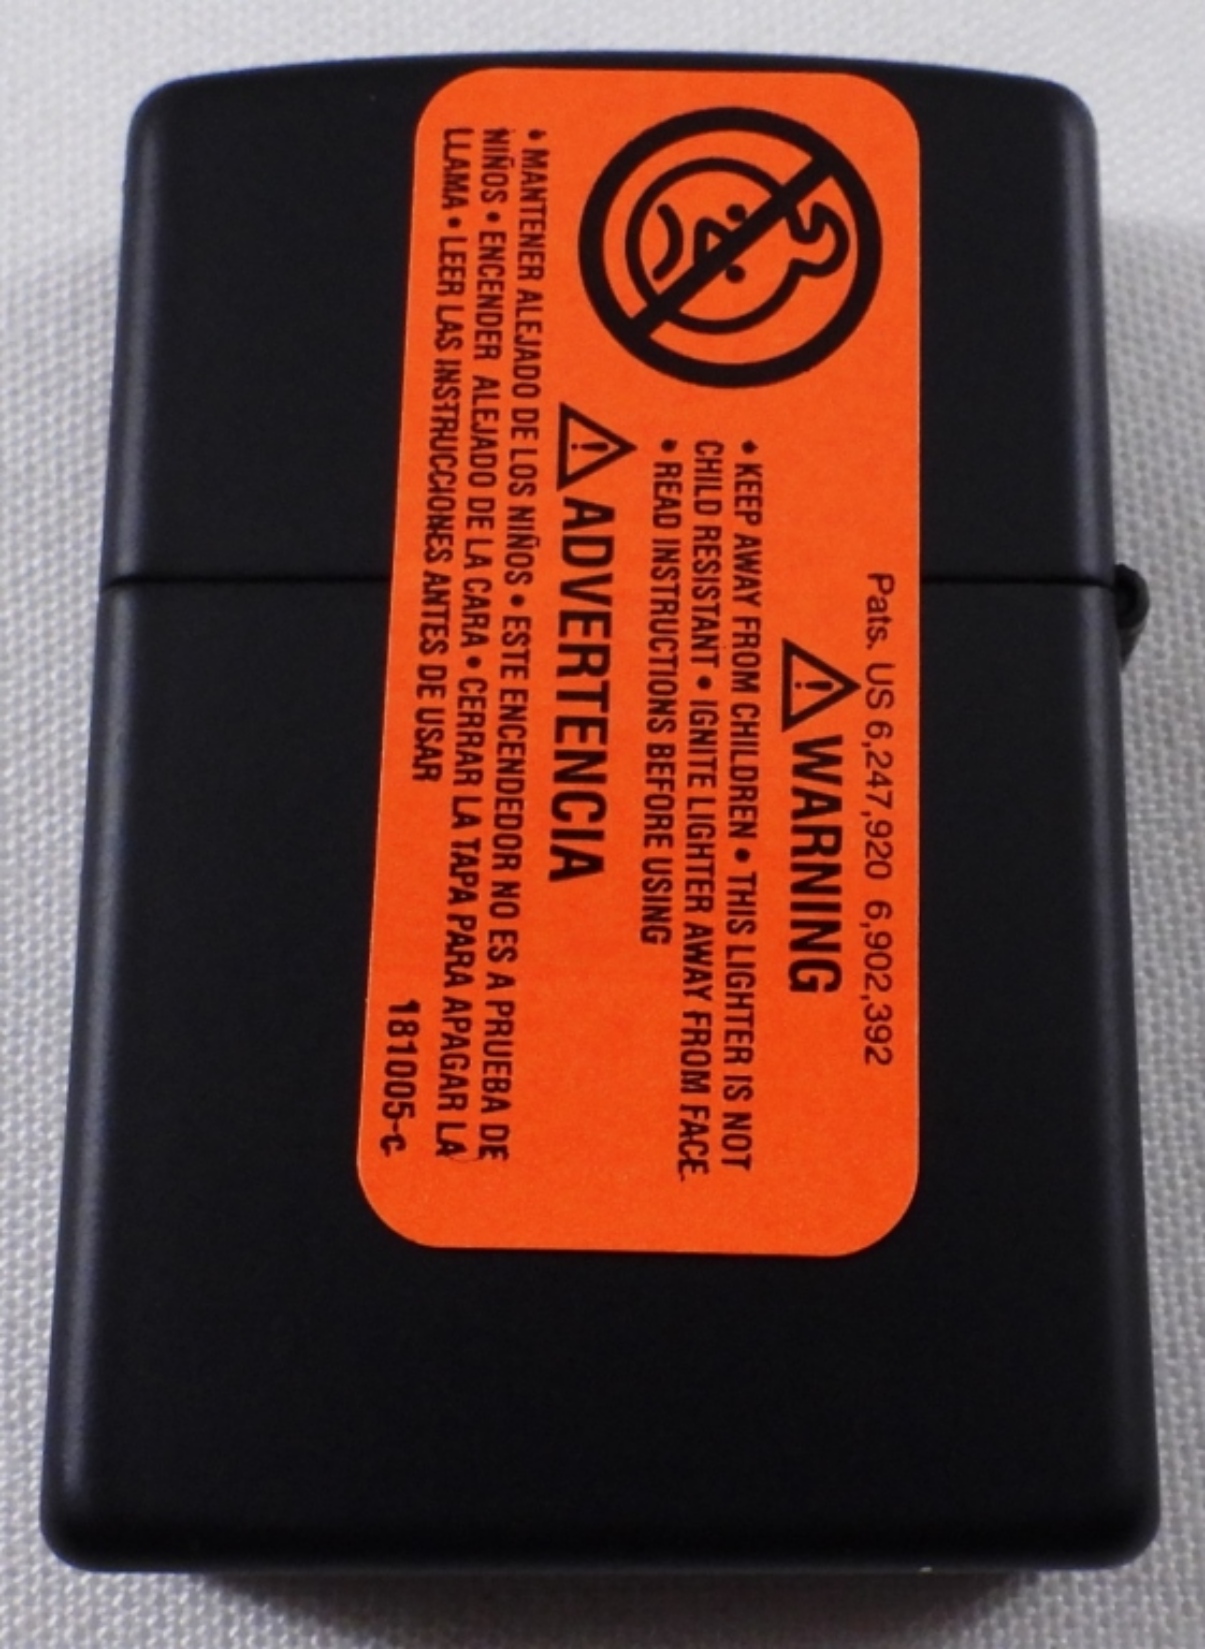 Pats. US 6,247,920 6,902,392
WARNING
• KEEP AWAY FROM CHILDREN • THIS LIGHTER IS NOT
CHILD RESISTANT • IGNITE LIGHTER AWAY FROM FACE
• READ INSTRUCTIONS BEFORE USING
ADVERTENCIA
• MANTENER ALEJADO DE LOS NIÑOS • ESTE ENCENDEDOR NO ES A PRUEBA DE
NIÑOS • ENCENDER ALEJADO DE LA CARA • CERRAR LA TAPA PARA APAGAR LA
LLAMA • LEER LAS INSTRUCCIONES ANTES DE USAR
181005-c